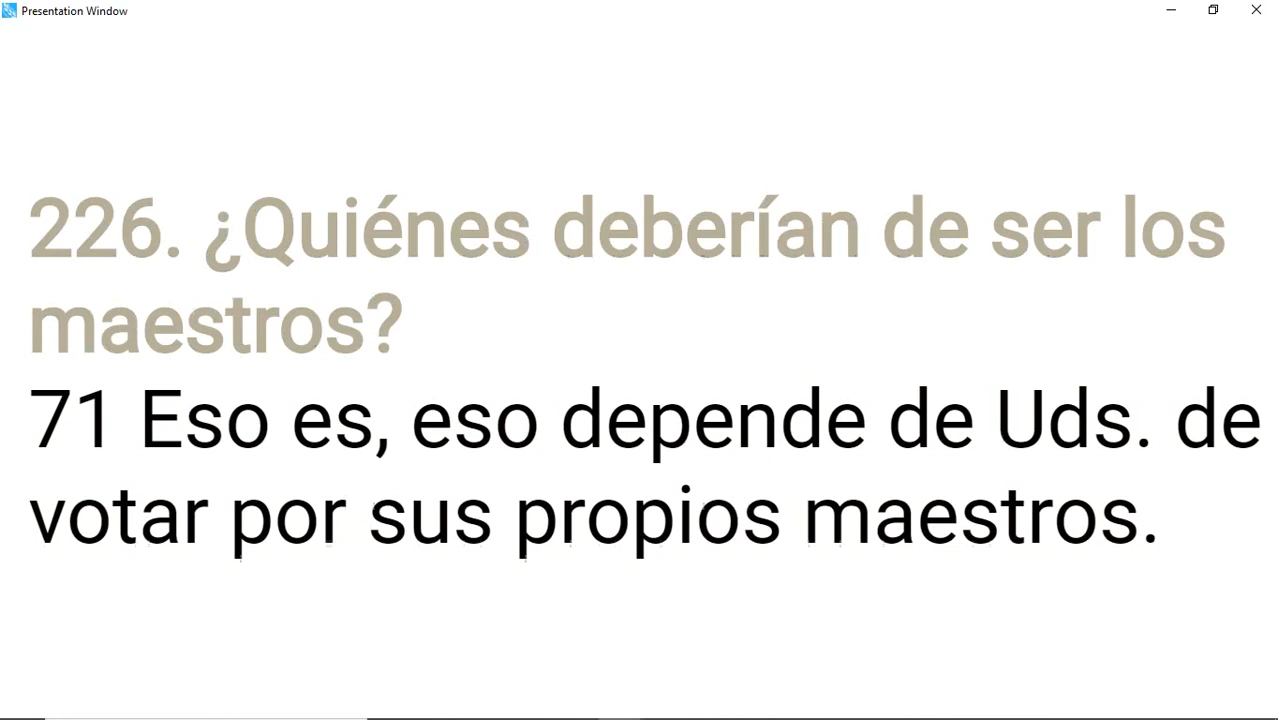 Presentation Window
226. ¿Quiénes deberían de ser los
maestros?
71 Eso es, eso depende de Uds. de
votar por sus propios maestros.